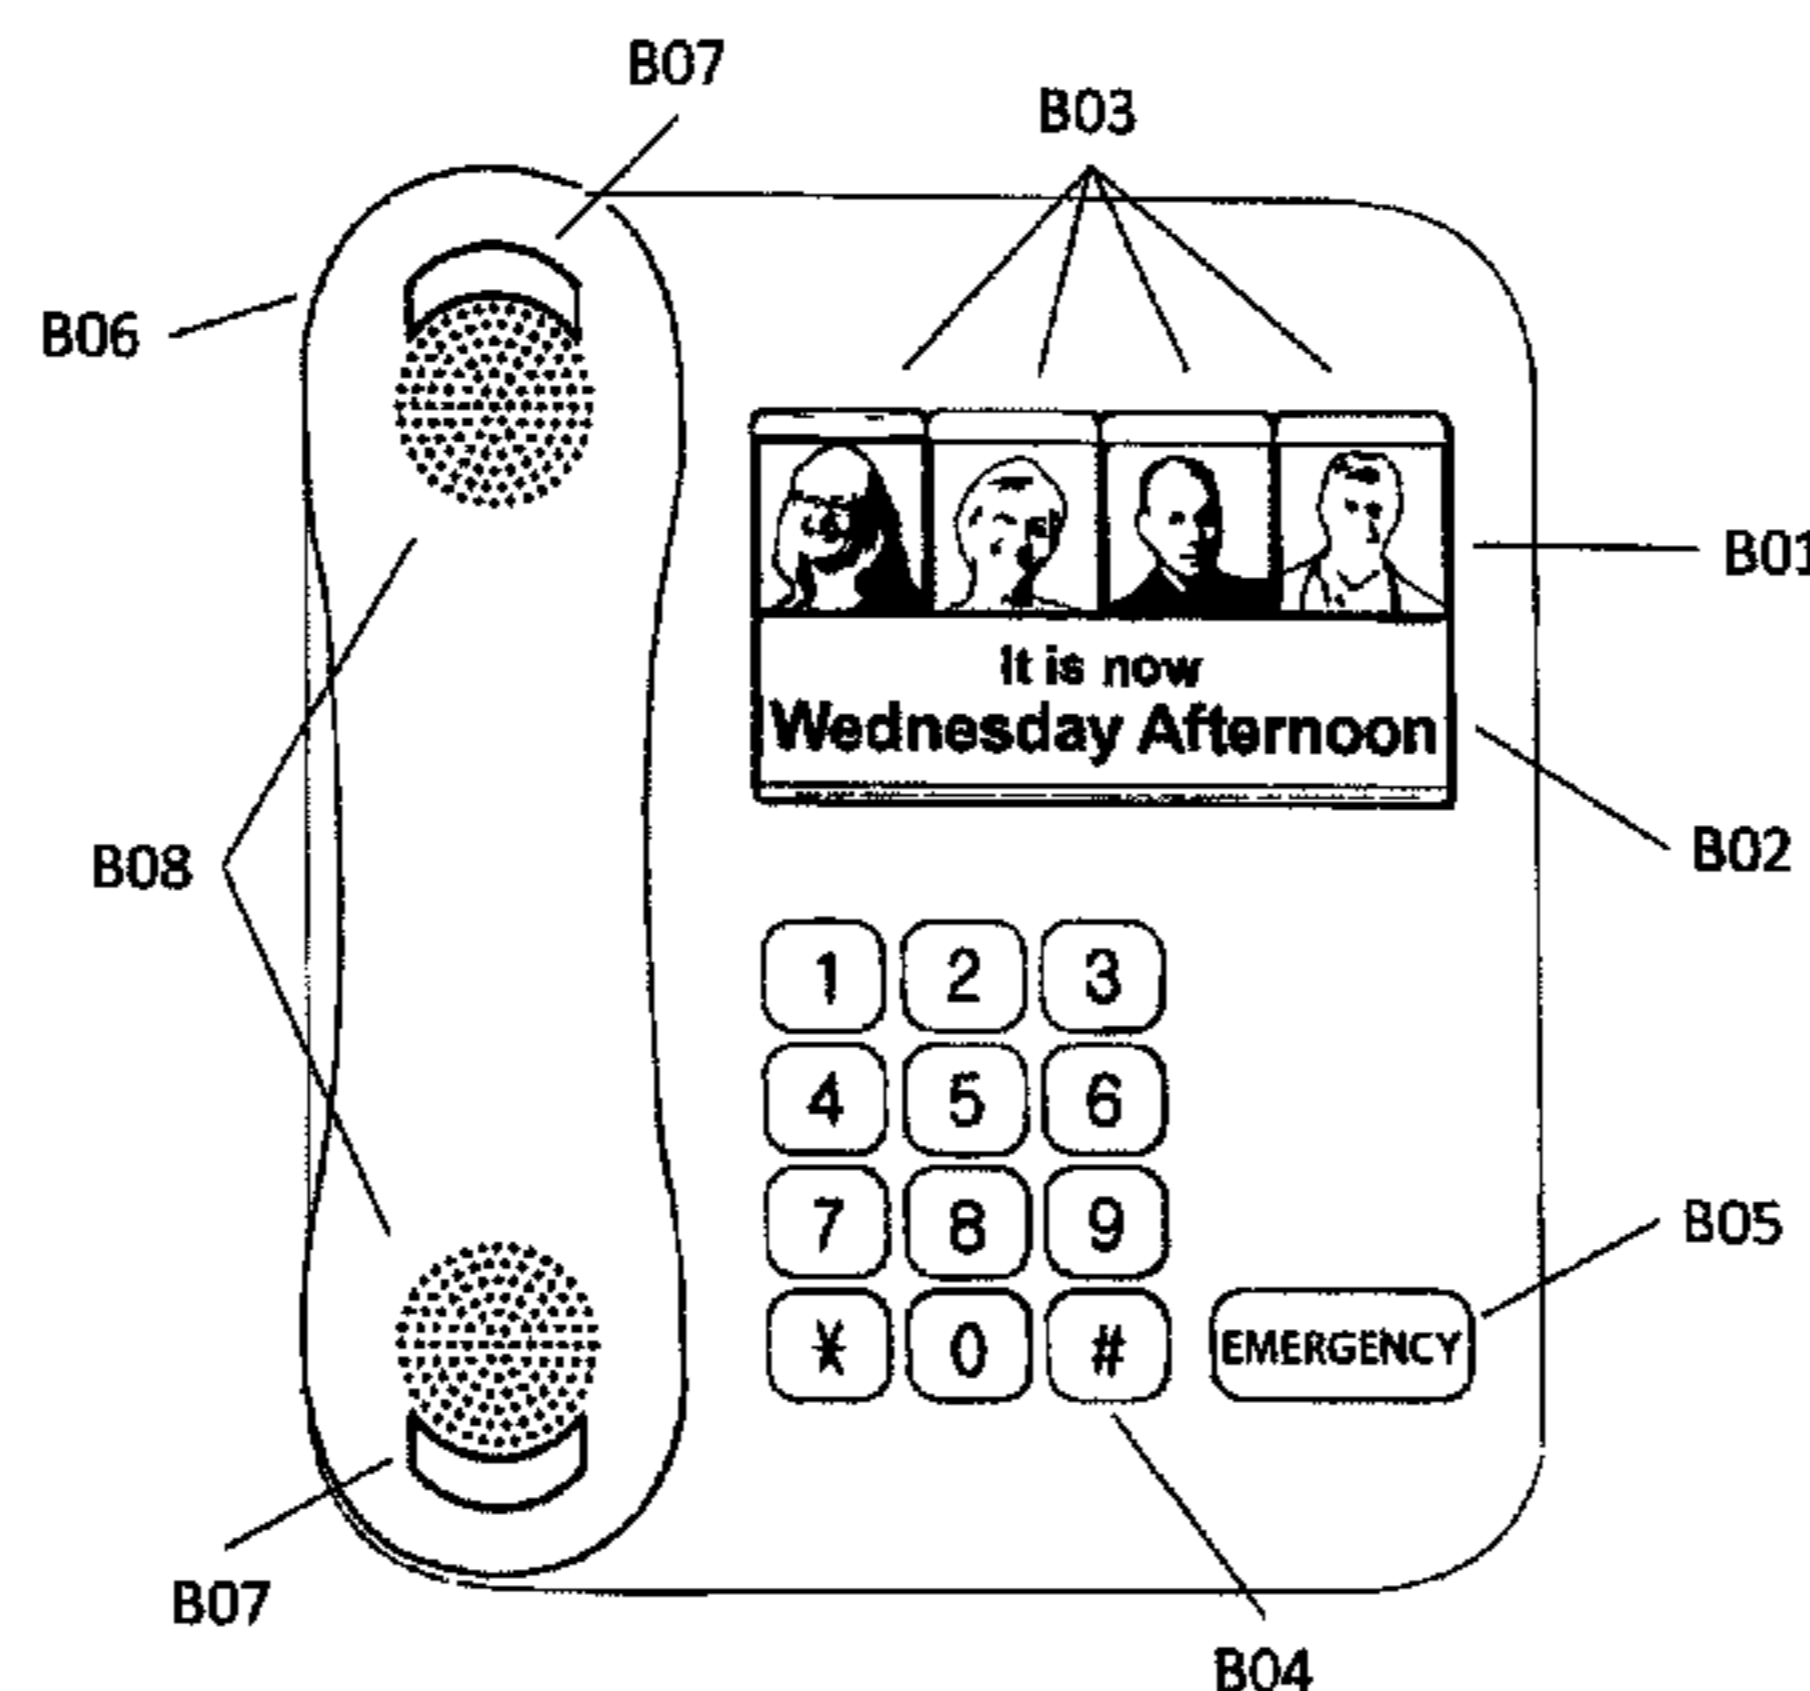 B07
B03
B06
B01
It is now
Wednesday Afternoon
B02
B08
1 2 3
4 5 6
7 8 9
* 0 # EMERGENCY
B05
B07
B04